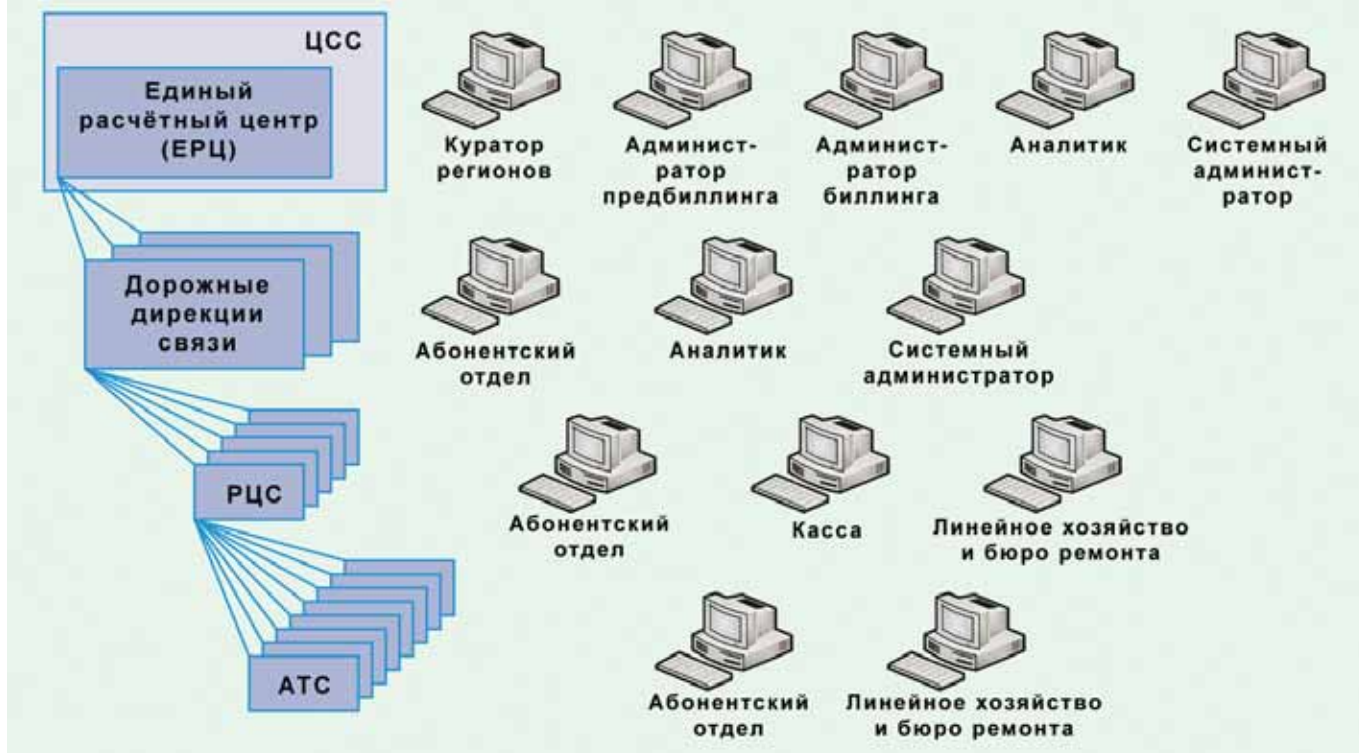 ЦСС
Единый
расчётный центр
(ЕРЦ)
Куратор
регионов
Админист-
ратор
предбиллинга
Админист-
ратор
биллинга
Аналитик
Системный
админист-
ратор
Дорожные
дирекции
связи
Абонентский
отдел
Аналитик
Системный
администратор
РЦС
Абонентский
отдел
Касса
Линейное хозяйство
и бюро ремонта
АТС
Абонентский
отдел
Линейное хозяйство
и бюро ремонта